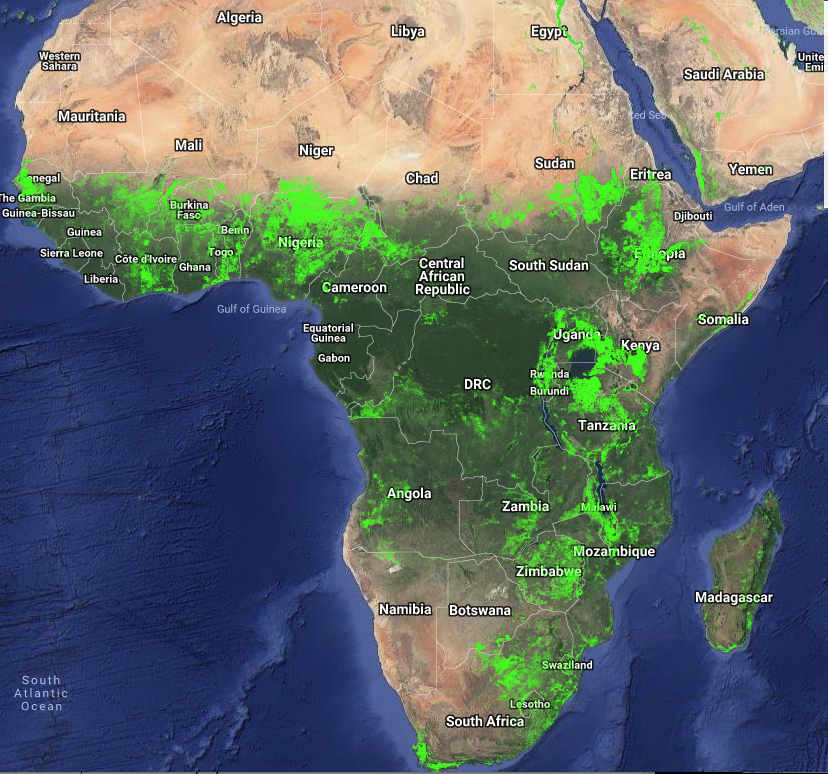 Algeria
Libya
Egypt
Persian Gu
Western
Sahara
United
Emi
Saudi Arabia
Mauritania
Red Sea
Mali
Niger
Chad
Sudan
Eritrea
Yemen
Senegal
The Gambia
Guinea-Bissau
Burkina
Faso
Gulf of Aden
Djibouti
Guinea
Benin
Nigeria
Sierra Leone
Côte d'Ivoire
Togo
Ghana
Ethiopia
Liberia
Central
African
Republic
South Sudan
Cameroon
Gulf of Guinea
Somalia
Equatorial
Guinea
Uganda
Kenya
Gabon
Rwanda
DRC
Burundi
Tanzania
Angola
Zambia
Malawi
Mozambique
Zimbabwe
Madagascar
Namibia
Botswana
Swaziland
South
Atlantic
Ocean
Lesotho
South Africa